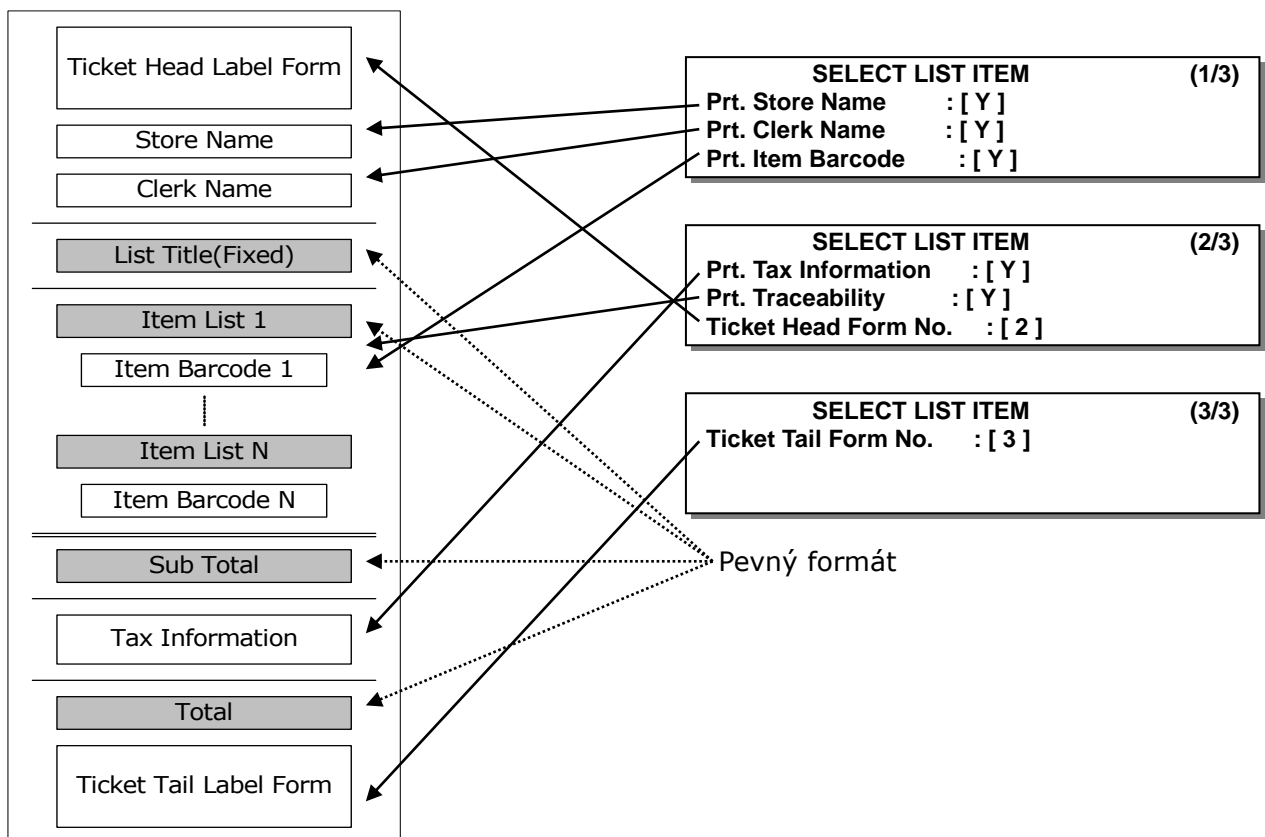 Ticket Head Label Form
Store Name
Clerk Name
List Title(Fixed)
Item List 1
Item Barcode 1
Item List N
Item Barcode N
Sub Total
Tax Information
Total
Ticket Tail Label Form
SELECT LIST ITEM (1/3)
Prt. Store Name : [ Y ]
Prt. Clerk Name : [ Y ]
Prt. Item Barcode : [ Y ]
SELECT LIST ITEM (2/3)
Prt. Tax Information : [ Y ]
Prt. Traceability : [ Y ]
Ticket Head Form No. : [ 2 ]
SELECT LIST ITEM (3/3)
Ticket Tail Form No. : [ 3 ]
Pevný formát